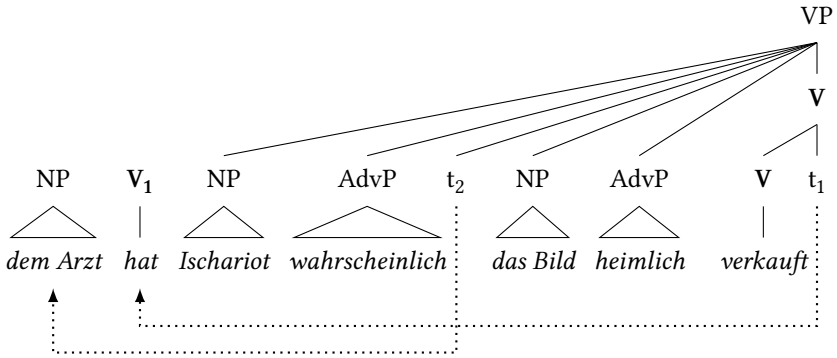 VP
V
NP V₁ NP AdvP t₂ NP AdvP V t₁
dem Arzt hat Ischariot wahrscheinlich das Bild heimlich verkauft